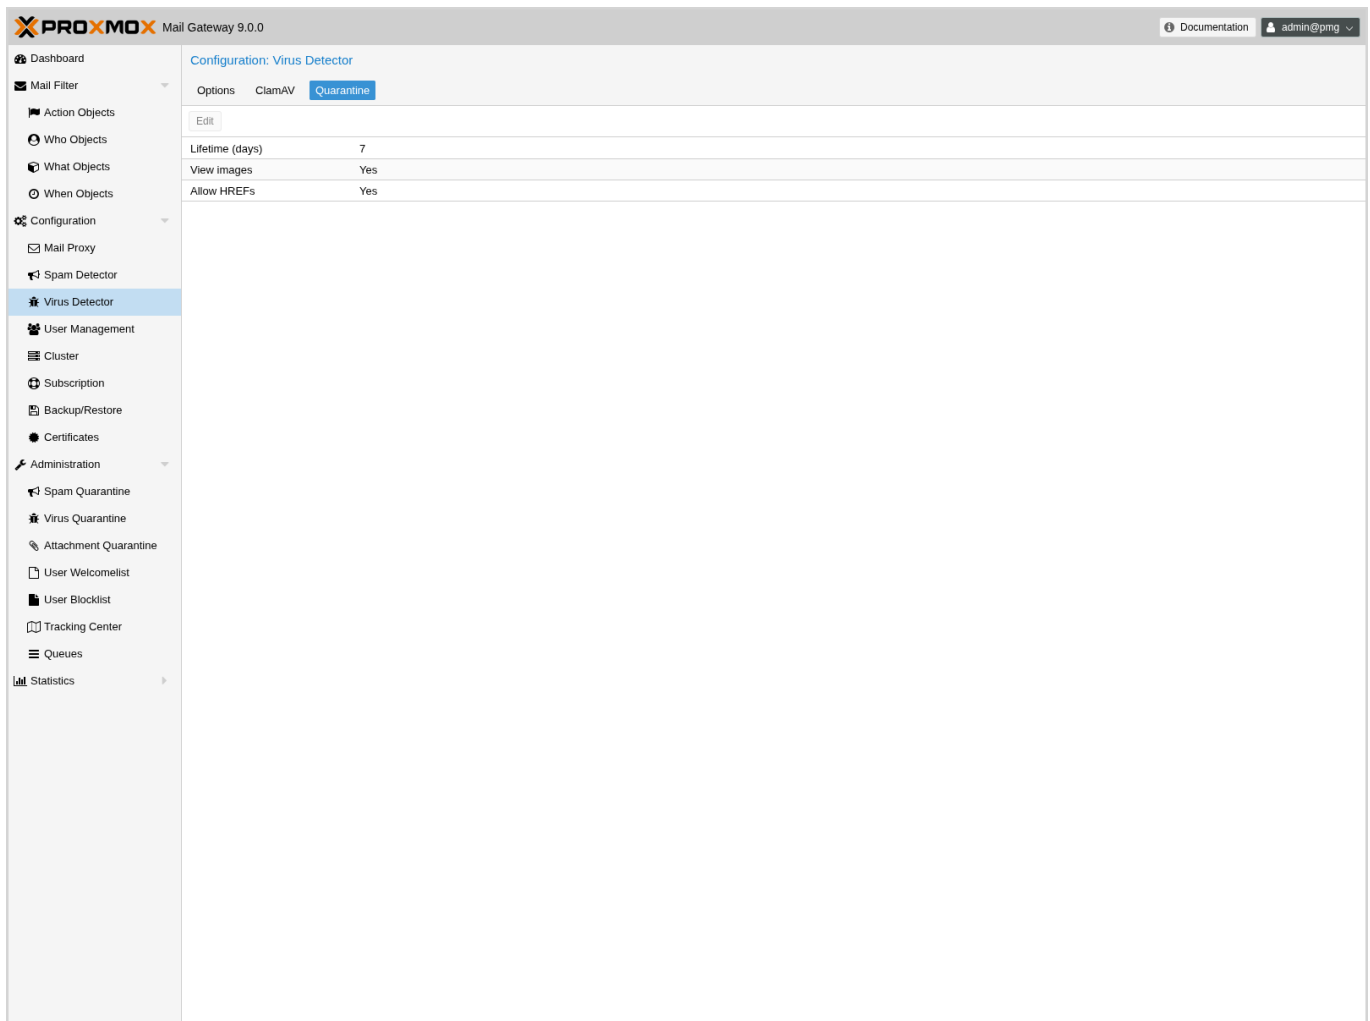 PROXMOX Mail Gateway 9.0.0
Documentation
admin@pmg
Dashboard
Mail Filter
Action Objects
Who Objects
What Objects
When Objects
Configuration
Mail Proxy
Spam Detector
Virus Detector
User Management
Cluster
Subscription
Backup/Restore
Certificates
Administration
Spam Quarantine
Virus Quarantine
Attachment Quarantine
User Welcomelist
User Blocklist
Tracking Center
Queues
Statistics
Configuration: Virus Detector
Options ClamAV Quarantine
Edit
Lifetime (days) 7
View images Yes
Allow HREFs Yes